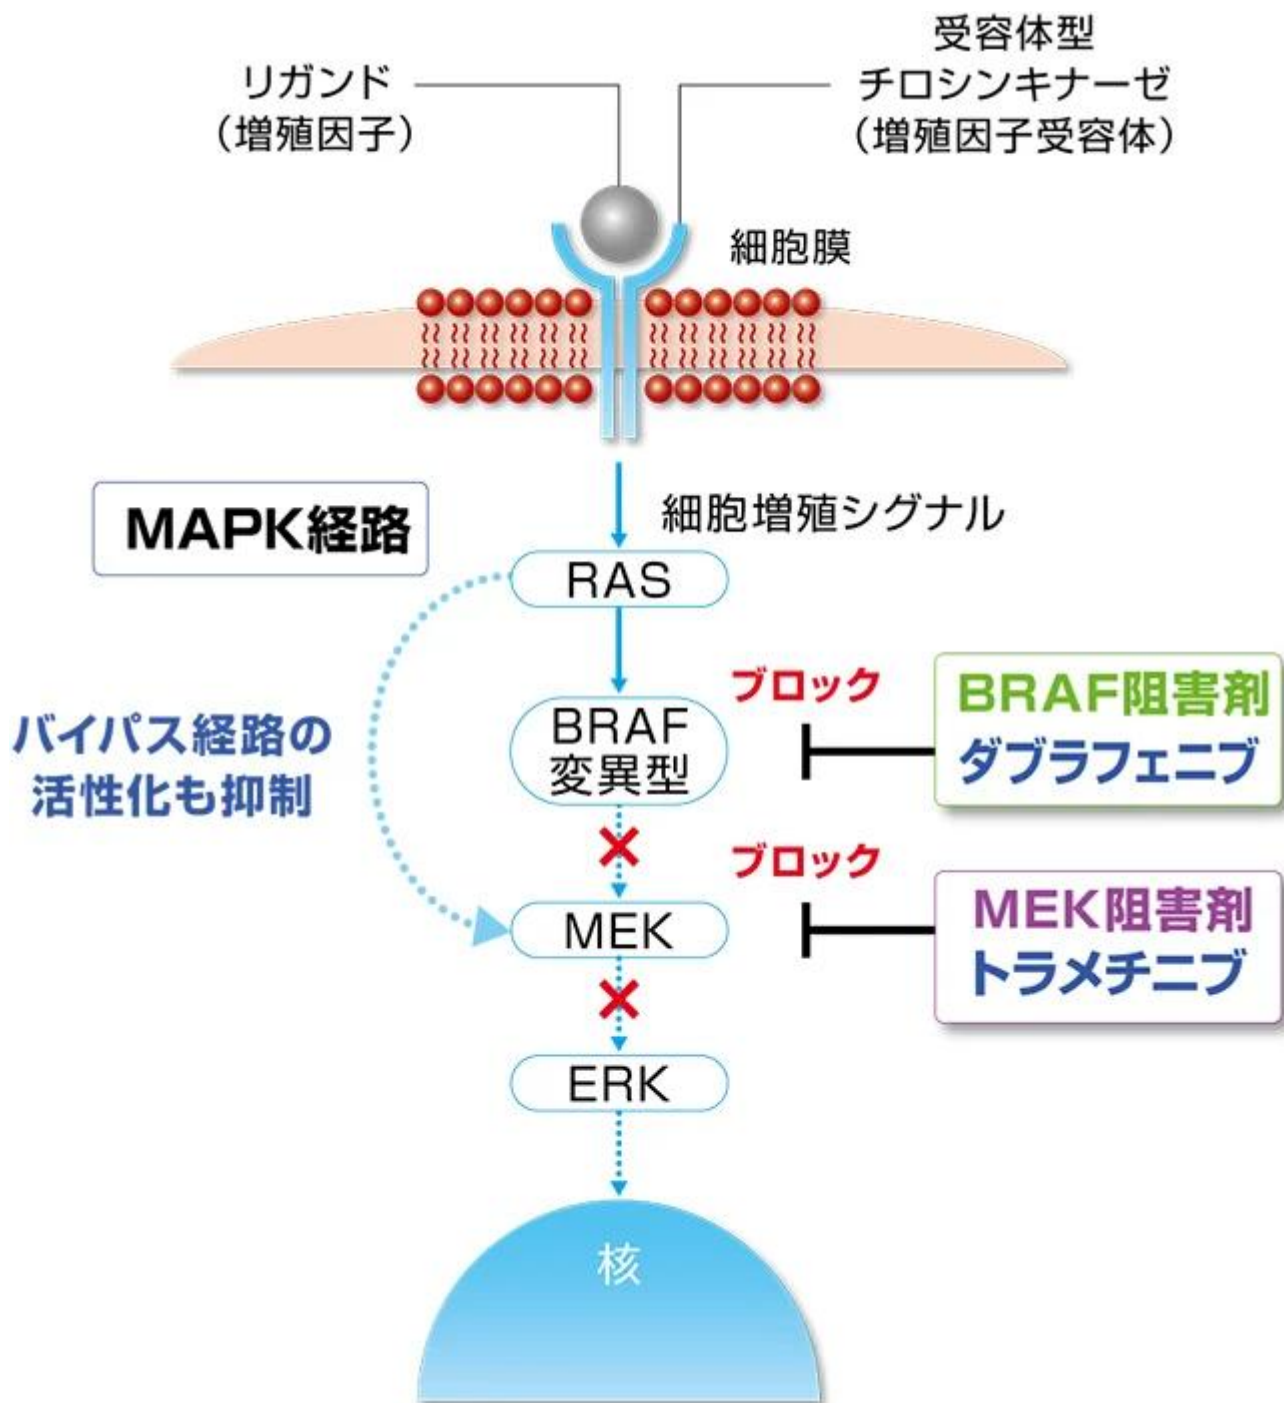 リガンド
（増殖因子）
受容体型
チロシンキナーゼ
（増殖因子受容体）
細胞膜
MAPK経路
細胞増殖シグナル
RAS
バイパス経路の
活性化も抑制
BRAF
変異型
ブロック
BRAF阻害剤
ダブラフェニブ
MEK
ブロック
MEK阻害剤
トラメチニブ
ERK
核